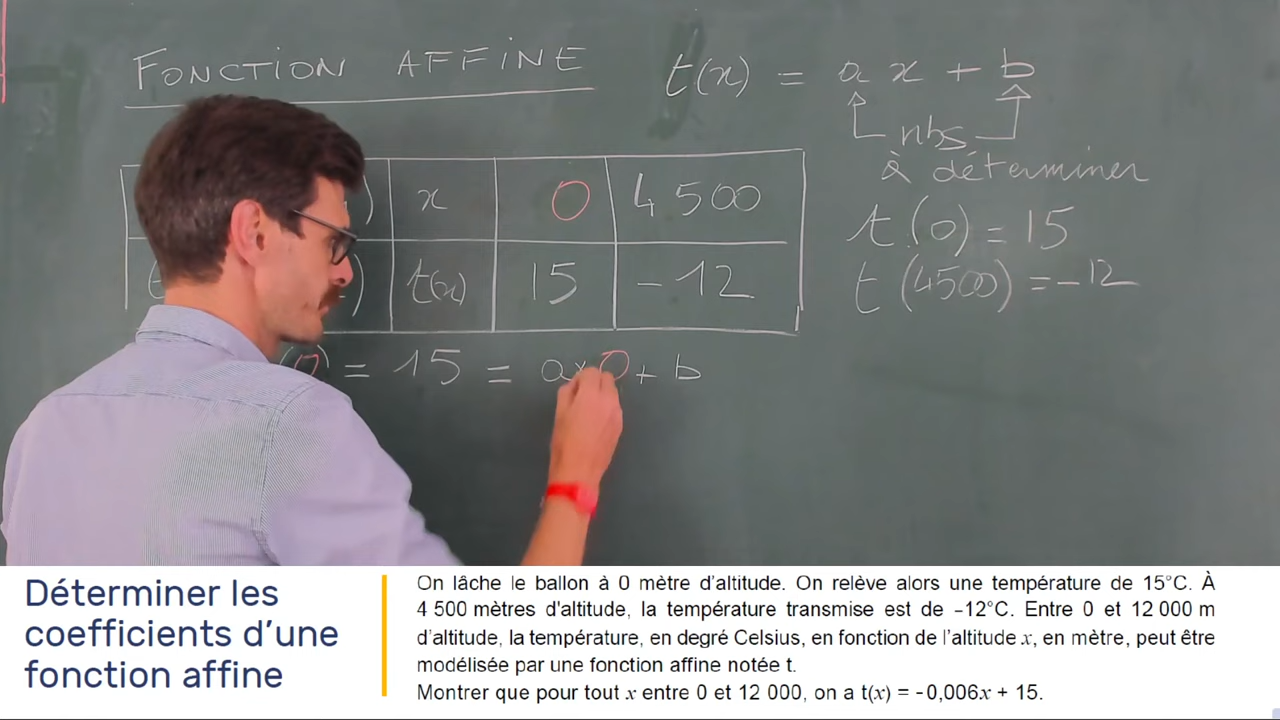 FONCTION AFFINE
t(x) = a x + b
nbs
à déterminer
) x 0 4 500
t(x) 15 -12
t(0) = 15
t(4500) = -12
(0) = 15 = a× 0 + b
Déterminer les
coefficients d'une
fonction affine
On lâche le ballon à 0 mètre d'altitude. On relève alors une température de 15°C. À
4 500 mètres d'altitude, la température transmise est de −12°C. Entre 0 et 12 000 m
d'altitude, la température, en degré Celsius, en fonction de l'altitude x, en mètre, peut être
modélisée par une fonction affine notée t.
Montrer que pour tout x entre 0 et 12 000, on a t(x) = -0,006x + 15.